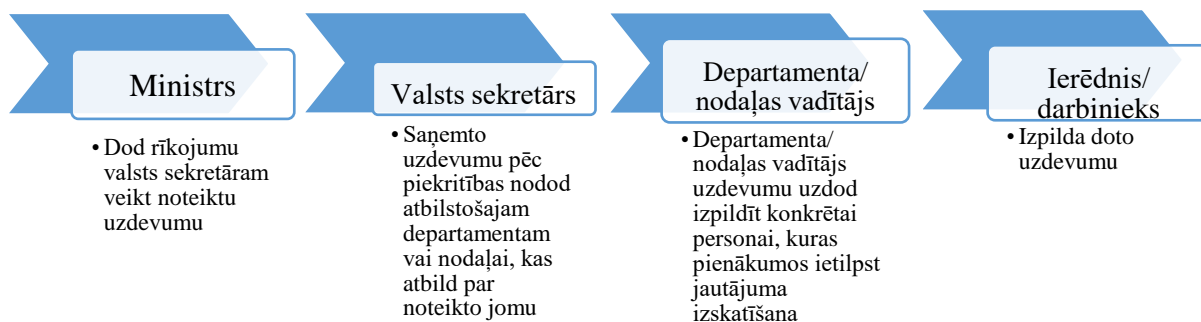 Ministrs
• Dod rīkojumu
valsts sekretāram
veikt noteiktu
uzdevumu
Valsts sekretārs
• Saņemto
uzdevumu pēc
piekritības nodod
atbilstošajam
departamentam
vai nodaļai, kas
atbild par
noteikto jomu
Departamenta/
nodaļas vadītājs
• Departamenta/
nodaļas vadītājs
uzdevumu uzdod
izpildīt konkrētai
personai, kuras
pienākumos ietilpst
jautājuma
izskatīšana
Ierēdnis/
darbinieks
• Izpilda doto
uzdevumu